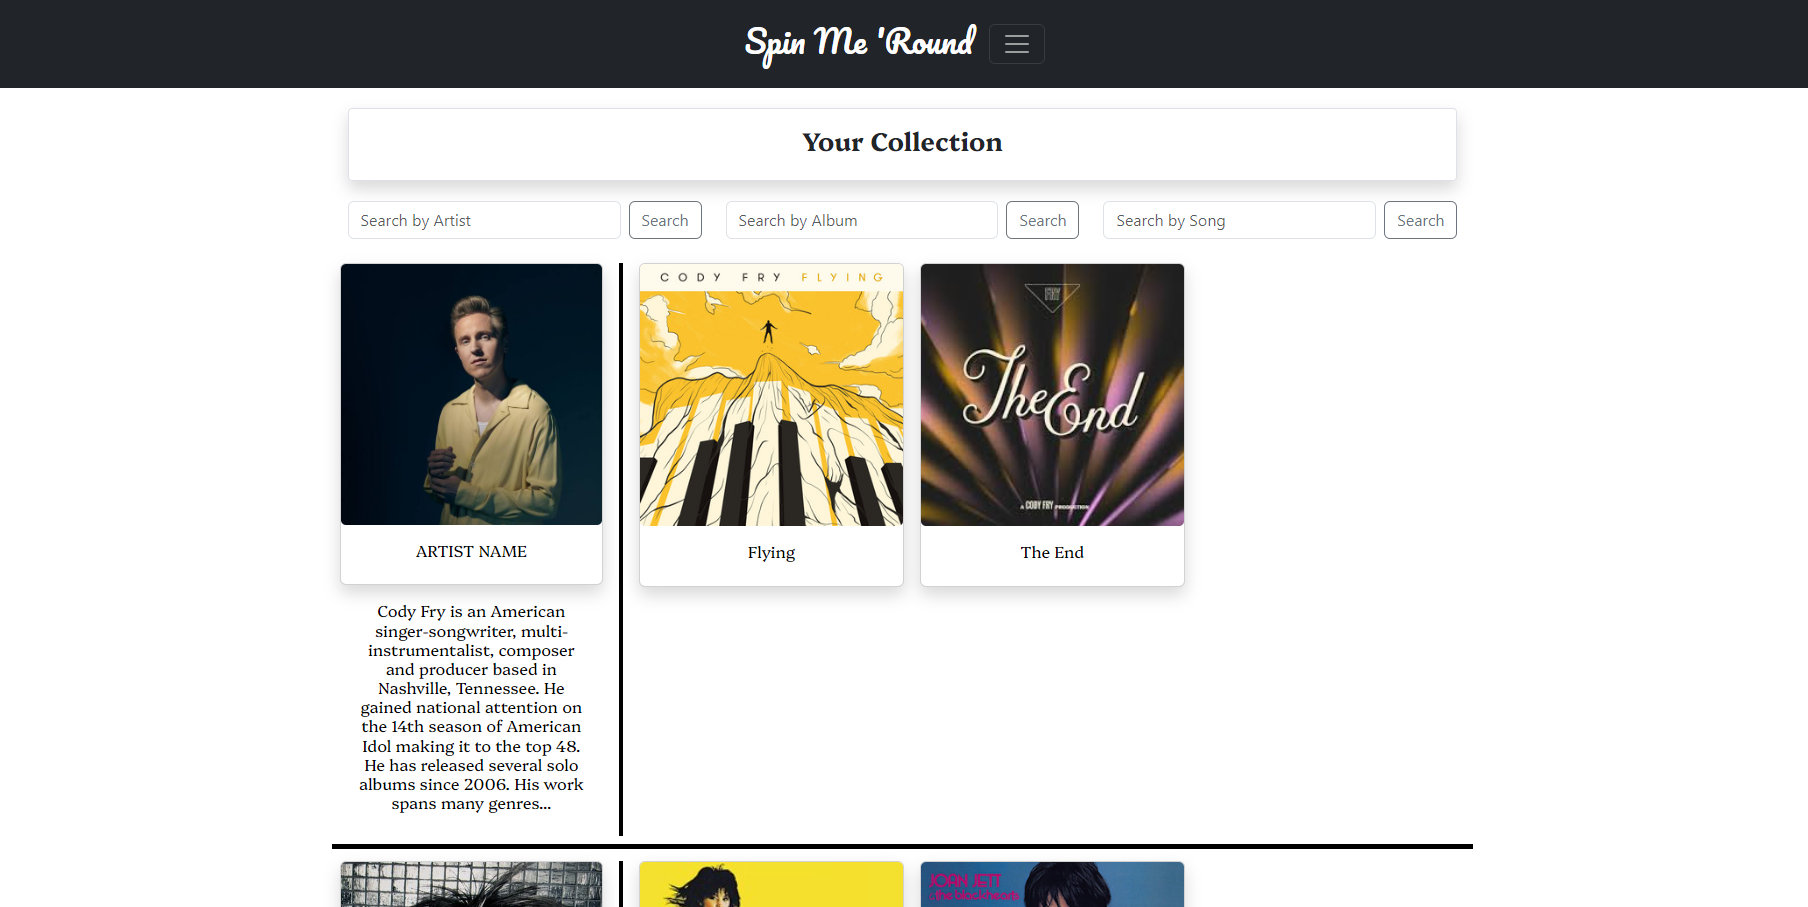 Spin Me 'Round
Your Collection
Search by Artist
Search
Search by Album
Search
Search by Song
Search
CODY FRY FLYING
FRY
The End
A CODY FRY PRODUCTION
ARTIST NAME
Flying
The End
Cody Fry is an American
singer-songwriter, multi-
instrumentalist, composer
and producer based in
Nashville, Tennessee. He
gained national attention on
the 14th season of American
Idol making it to the top 48.
He has released several solo
albums since 2006. His work
spans many genres...
JOAN JETT
& the blackhearts